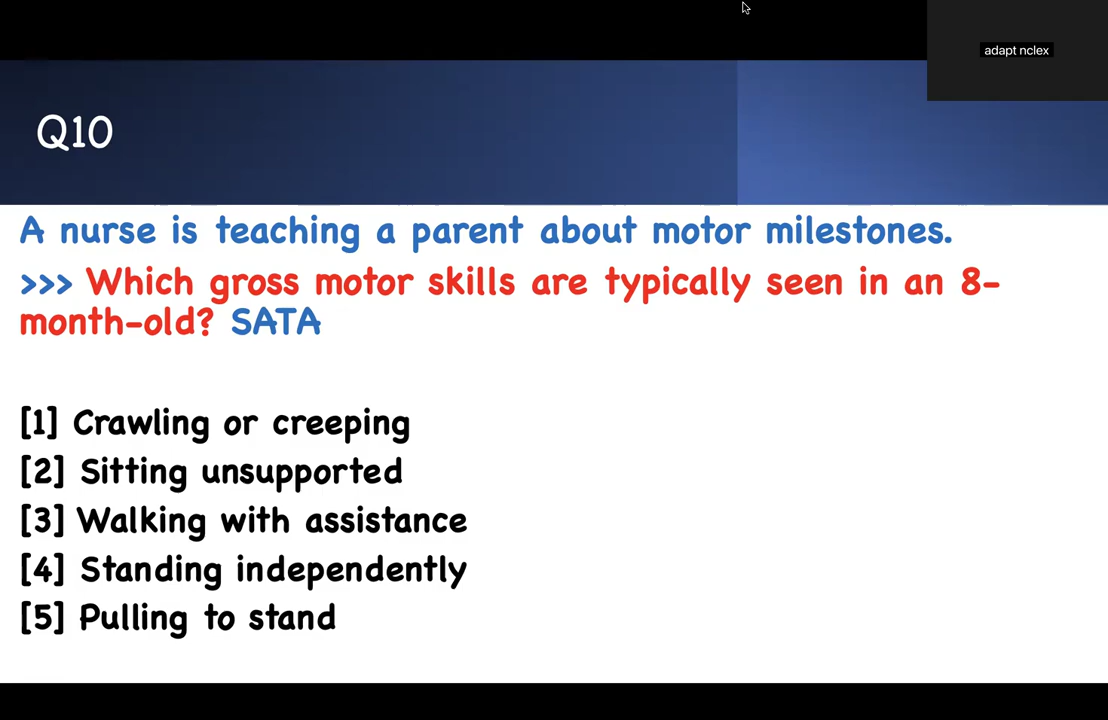 adapt nclex
Q10
A nurse is teaching a parent about motor milestones.
>>> Which gross motor skills are typically seen in an 8-
month-old? SATA
[1] Crawling or creeping
[2] Sitting unsupported
[3] Walking with assistance
[4] Standing independently
[5] Pulling to stand